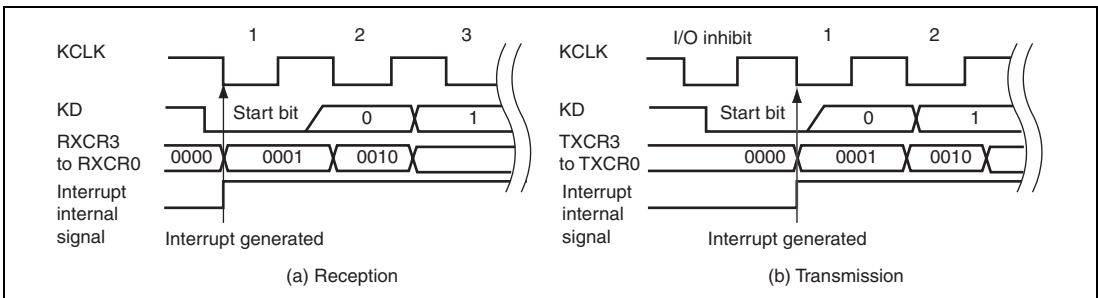 1 2 3
KCLK
KD
Start bit 0 1
RXCR3
to RXCR0
0000 0001 0010
Interrupt
internal
signal
Interrupt generated
(a) Reception
I/O inhibit 1 2
KCLK
KD
Start bit 0 1
TXCR3
to TXCR0
0000 0001 0010
Interrupt
internal
signal
Interrupt generated
(b) Transmission